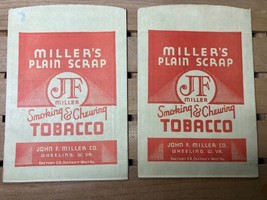 MILLER'S
PLAIN SCRAP
JF
MILLER
Smoking & Chewing
TOBACCO
JOHN F. MILLER CO.
WHEELING, W. VA.
MILLER'S
PLAIN SCRAP
JF
MILLER
Smoking & Chewing
TOBACCO
JOHN F. MILLER CO.
WHEELING, W. VA.